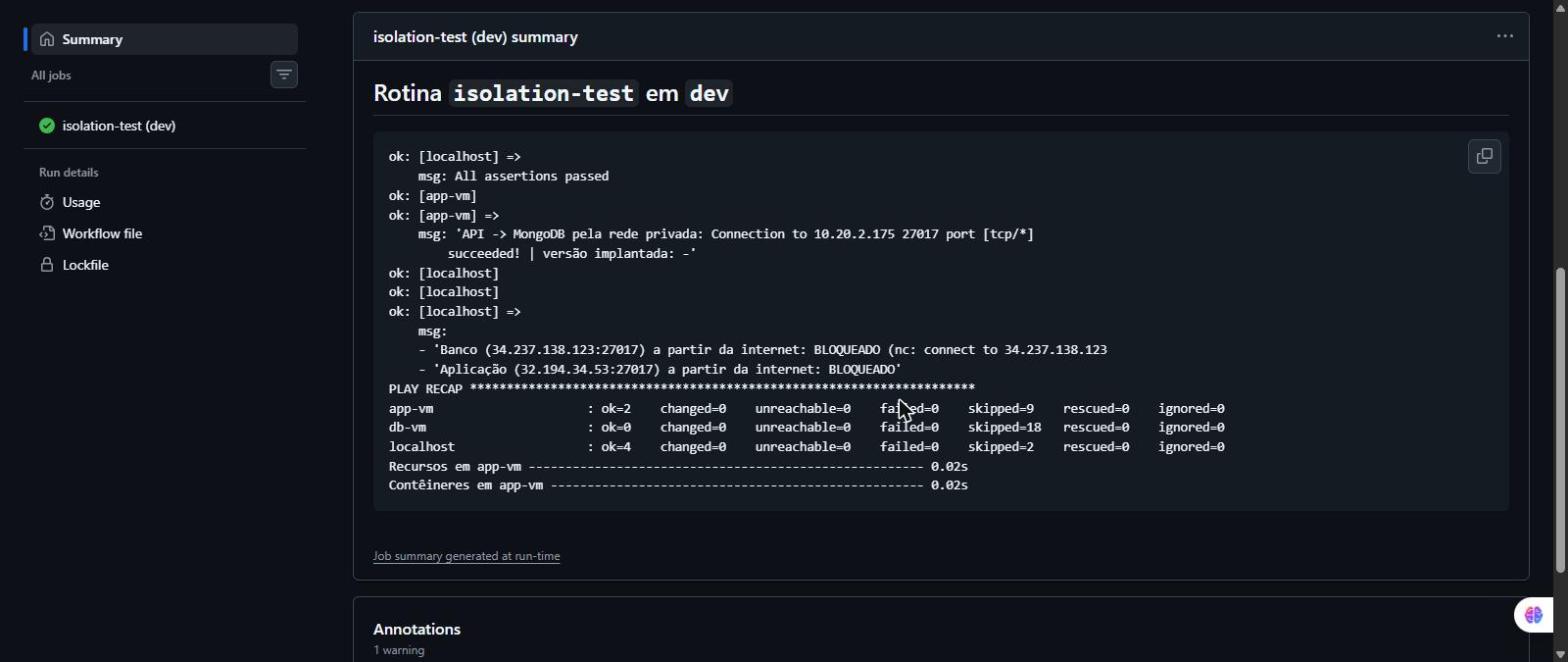 Summary
All jobs
isolation-test (dev)
Run details
Usage
Workflow file
Lockfile
isolation-test (dev) summary
Rotina isolation-test em dev
ok: [localhost] =>
    msg: All assertions passed
ok: [app-vm]
ok: [app-vm] =>
    msg: 'API -> MongoDB pela rede privada: Connection to 10.20.2.175 27017 port [tcp/*]
        succeeded! | versão implantada: -'
ok: [localhost]
ok: [localhost]
ok: [localhost] =>
    msg:
    - 'Banco (34.237.138.123:27017) a partir da internet: BLOQUEADO (nc: connect to 34.237.138.123
    - 'Aplicação (32.194.34.53:27017) a partir da internet: BLOQUEADO'
PLAY RECAP *********************************************************************
app-vm                     : ok=2    changed=0    unreachable=0    failed=0    skipped=9    rescued=0    ignored=0
db-vm                      : ok=0    changed=0    unreachable=0    failed=0    skipped=18   rescued=0    ignored=0
localhost                  : ok=4    changed=0    unreachable=0    failed=0    skipped=2    rescued=0    ignored=0
Recursos em app-vm ------------------------------------------------------ 0.02s
Contêineres em app-vm --------------------------------------------------- 0.02s
Job summary generated at run-time
Annotations
1 warning